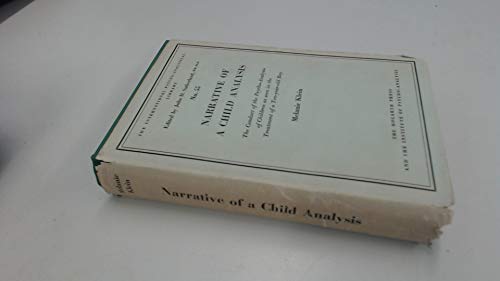 THE INTERNATIONAL PSYCHO-ANALYTICAL
LIBRARY
Edited by John D. Sutherland
No. 55
NARRATIVE OF
A CHILD ANALYSIS
The Conduct of the Psycho-Analysis
of Children as seen in the
Treatment of a Ten-year-old Boy
Melanie Klein
THE HOGARTH PRESS
AND THE INSTITUTE OF PSYCHO-ANALYSIS
Melanie
Klein
Narrative of a Child Analysis